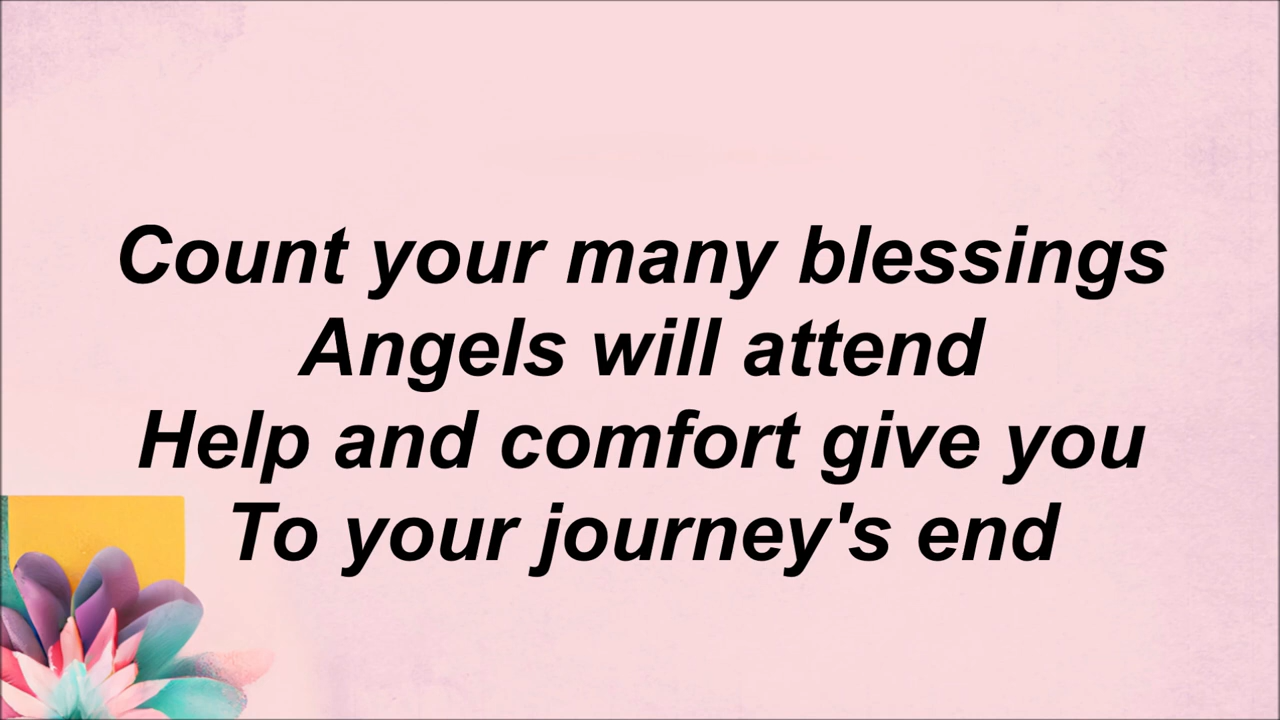 Count your many blessings
Angels will attend
Help and comfort give you
To your journey's end